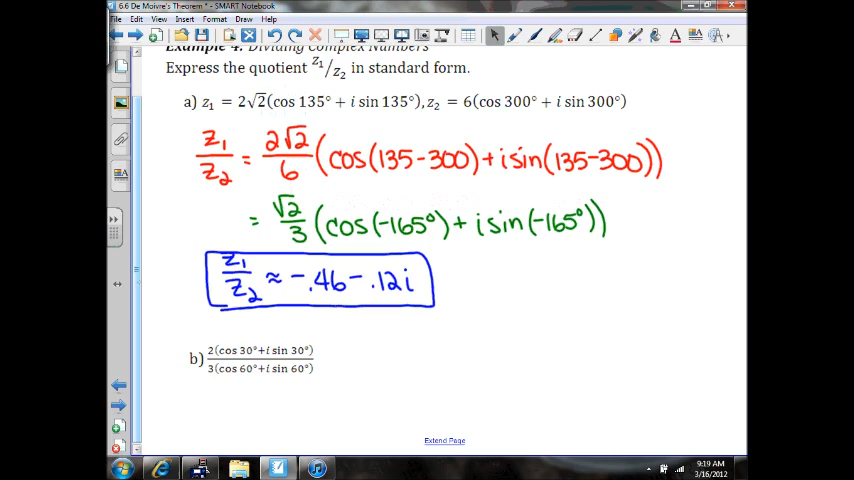 6.6 De Moivre's Theorem * - SMART Notebook
File Edit View Insert Format Draw Help
Example 4: Dividing Complex Numbers
Express the quotient z₁/z₂ in standard form.
a) z₁ = 2√2(cos 135° + i sin 135°), z₂ = 6(cos 300° + i sin 300°)
z₁/z₂ = 2√2/6 (cos(135-300)+isin(135-300))
= √2/3 (cos(-165°)+ isin(-165°))
z₁/z₂ ≈ -.46 - .12i
b) 2(cos 30°+i sin 30°)/3(cos 60°+i sin 60°)
Extend Page
9:19 AM
3/16/2012